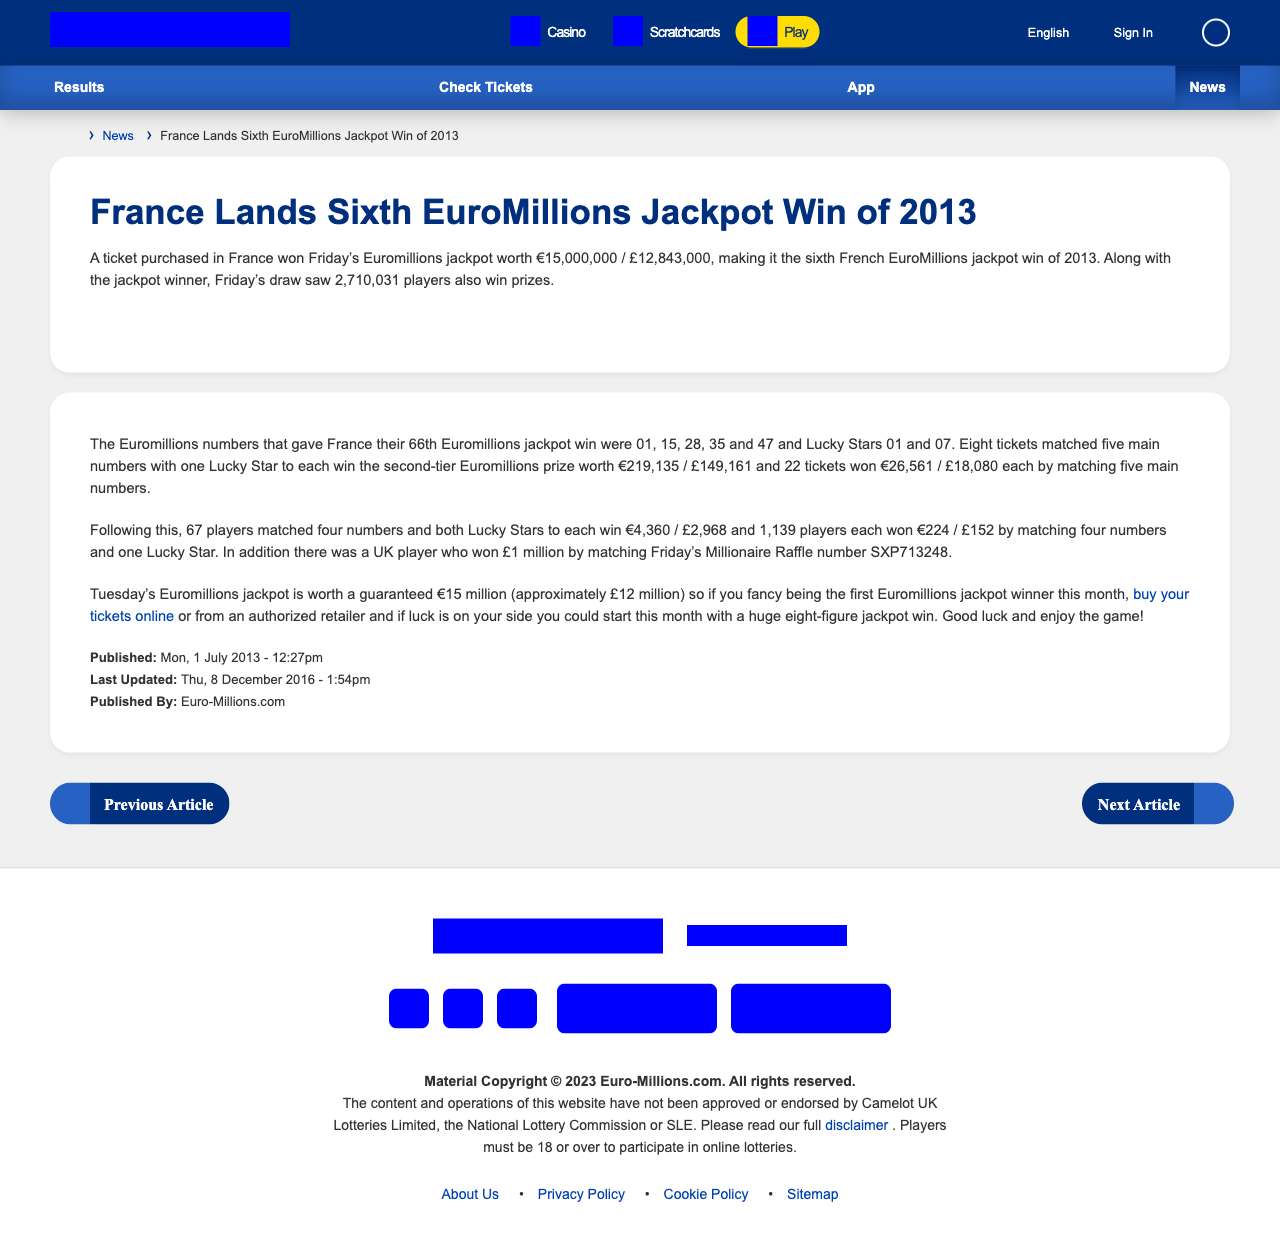 Casino
Scratchcards
Play
English
Sign In
Results
Check Tickets
App
News
› News › France Lands Sixth EuroMillions Jackpot Win of 2013
France Lands Sixth EuroMillions Jackpot Win of 2013
A ticket purchased in France won Friday’s Euromillions jackpot worth €15,000,000 / £12,843,000, making it the sixth French EuroMillions jackpot win of 2013. Along with
the jackpot winner, Friday’s draw saw 2,710,031 players also win prizes.
The Euromillions numbers that gave France their 66th Euromillions jackpot win were 01, 15, 28, 35 and 47 and Lucky Stars 01 and 07. Eight tickets matched five main
numbers with one Lucky Star to each win the second-tier Euromillions prize worth €219,135 / £149,161 and 22 tickets won €26,561 / £18,080 each by matching five main
numbers.
Following this, 67 players matched four numbers and both Lucky Stars to each win €4,360 / £2,968 and 1,139 players each won €224 / £152 by matching four numbers
and one Lucky Star. In addition there was a UK player who won £1 million by matching Friday’s Millionaire Raffle number SXP713248.
Tuesday’s Euromillions jackpot is worth a guaranteed €15 million (approximately £12 million) so if you fancy being the first Euromillions jackpot winner this month, buy your
tickets online or from an authorized retailer and if luck is on your side you could start this month with a huge eight-figure jackpot win. Good luck and enjoy the game!
Published: Mon, 1 July 2013 - 12:27pm
Last Updated: Thu, 8 December 2016 - 1:54pm
Published By: Euro-Millions.com
Previous Article
Next Article
Material Copyright © 2023 Euro-Millions.com. All rights reserved.
The content and operations of this website have not been approved or endorsed by Camelot UK
Lotteries Limited, the National Lottery Commission or SLE. Please read our full disclaimer . Players
must be 18 or over to participate in online lotteries.
About Us • Privacy Policy • Cookie Policy • Sitemap